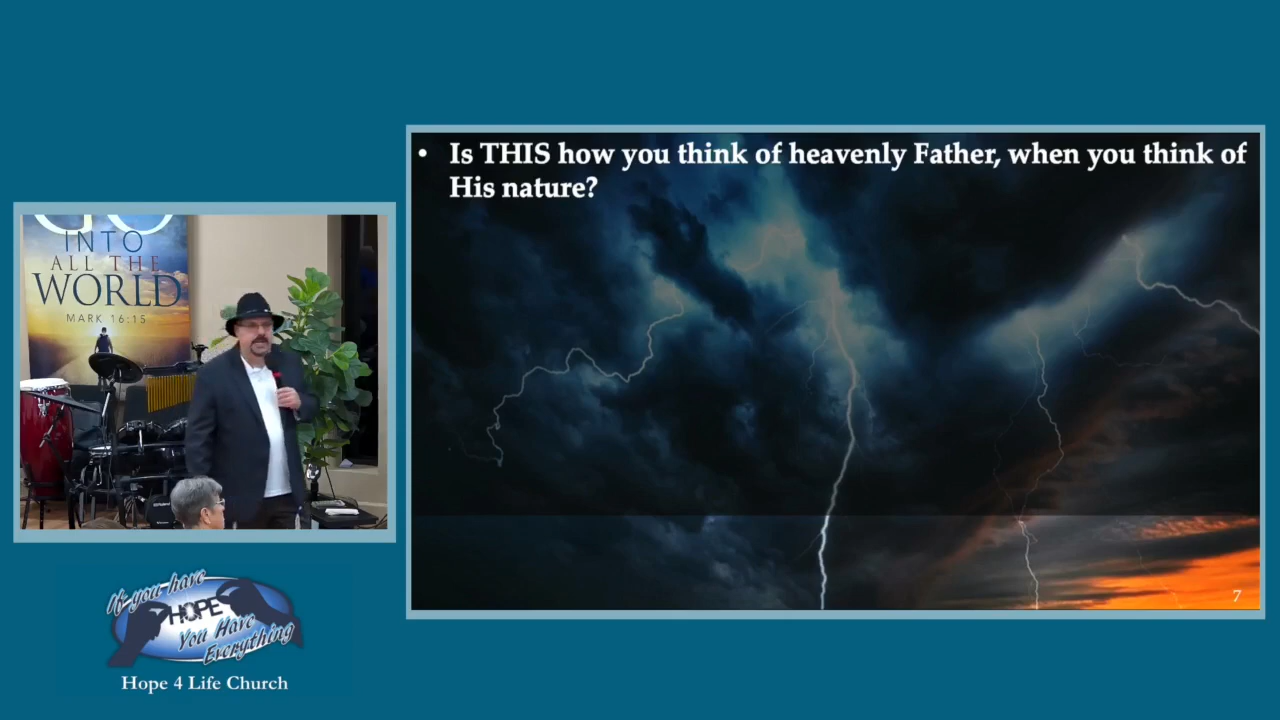 • Is THIS how you think of heavenly Father, when you think of
His nature?
7
GO
INTO
ALL THE
WORLD
MARK 16:15
If you have
HOPE
You Have
Everything
Hope 4 Life Church